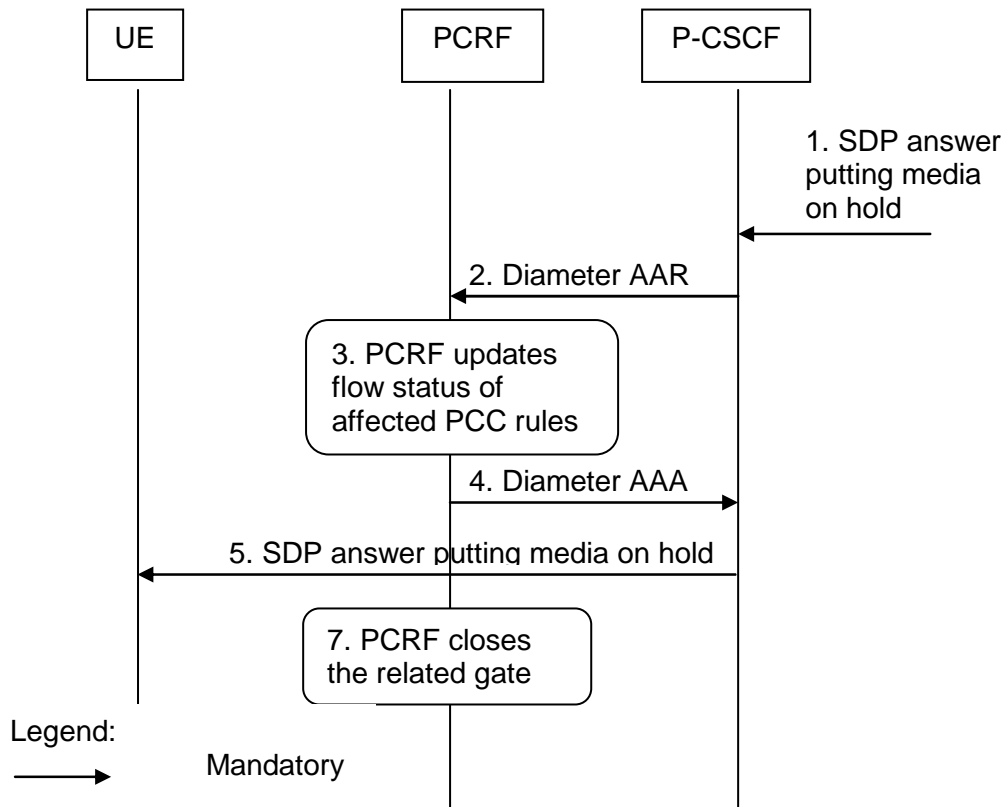 UE
PCRF
P-CSCF
1. SDP answer
putting media
on hold
2. Diameter AAR
3. PCRF updates
flow status of
affected PCC rules
4. Diameter AAA
5. SDP answer putting media on hold
7. PCRF closes
the related gate
Legend:
Mandatory